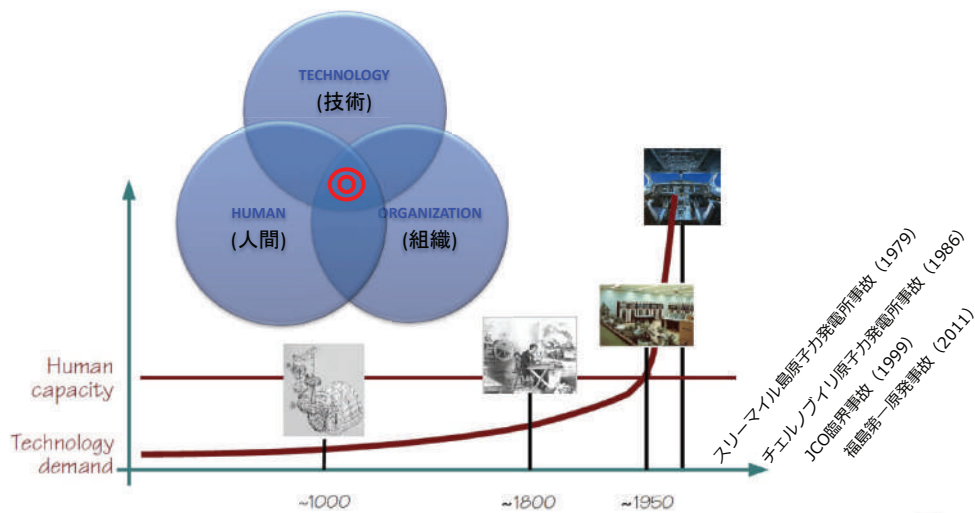 TECHNOLOGY
(技術)
HUMAN
(人間)
ORGANIZATION
(組織)
Human
capacity
Technology
demand
~1000
~1800
~1950
スリーマイル島原子力発電所事故（1979）
チェルノブイリ原子力発電所事故（1986）
JCO臨界事故（1999）
福島第一原発事故（2011）